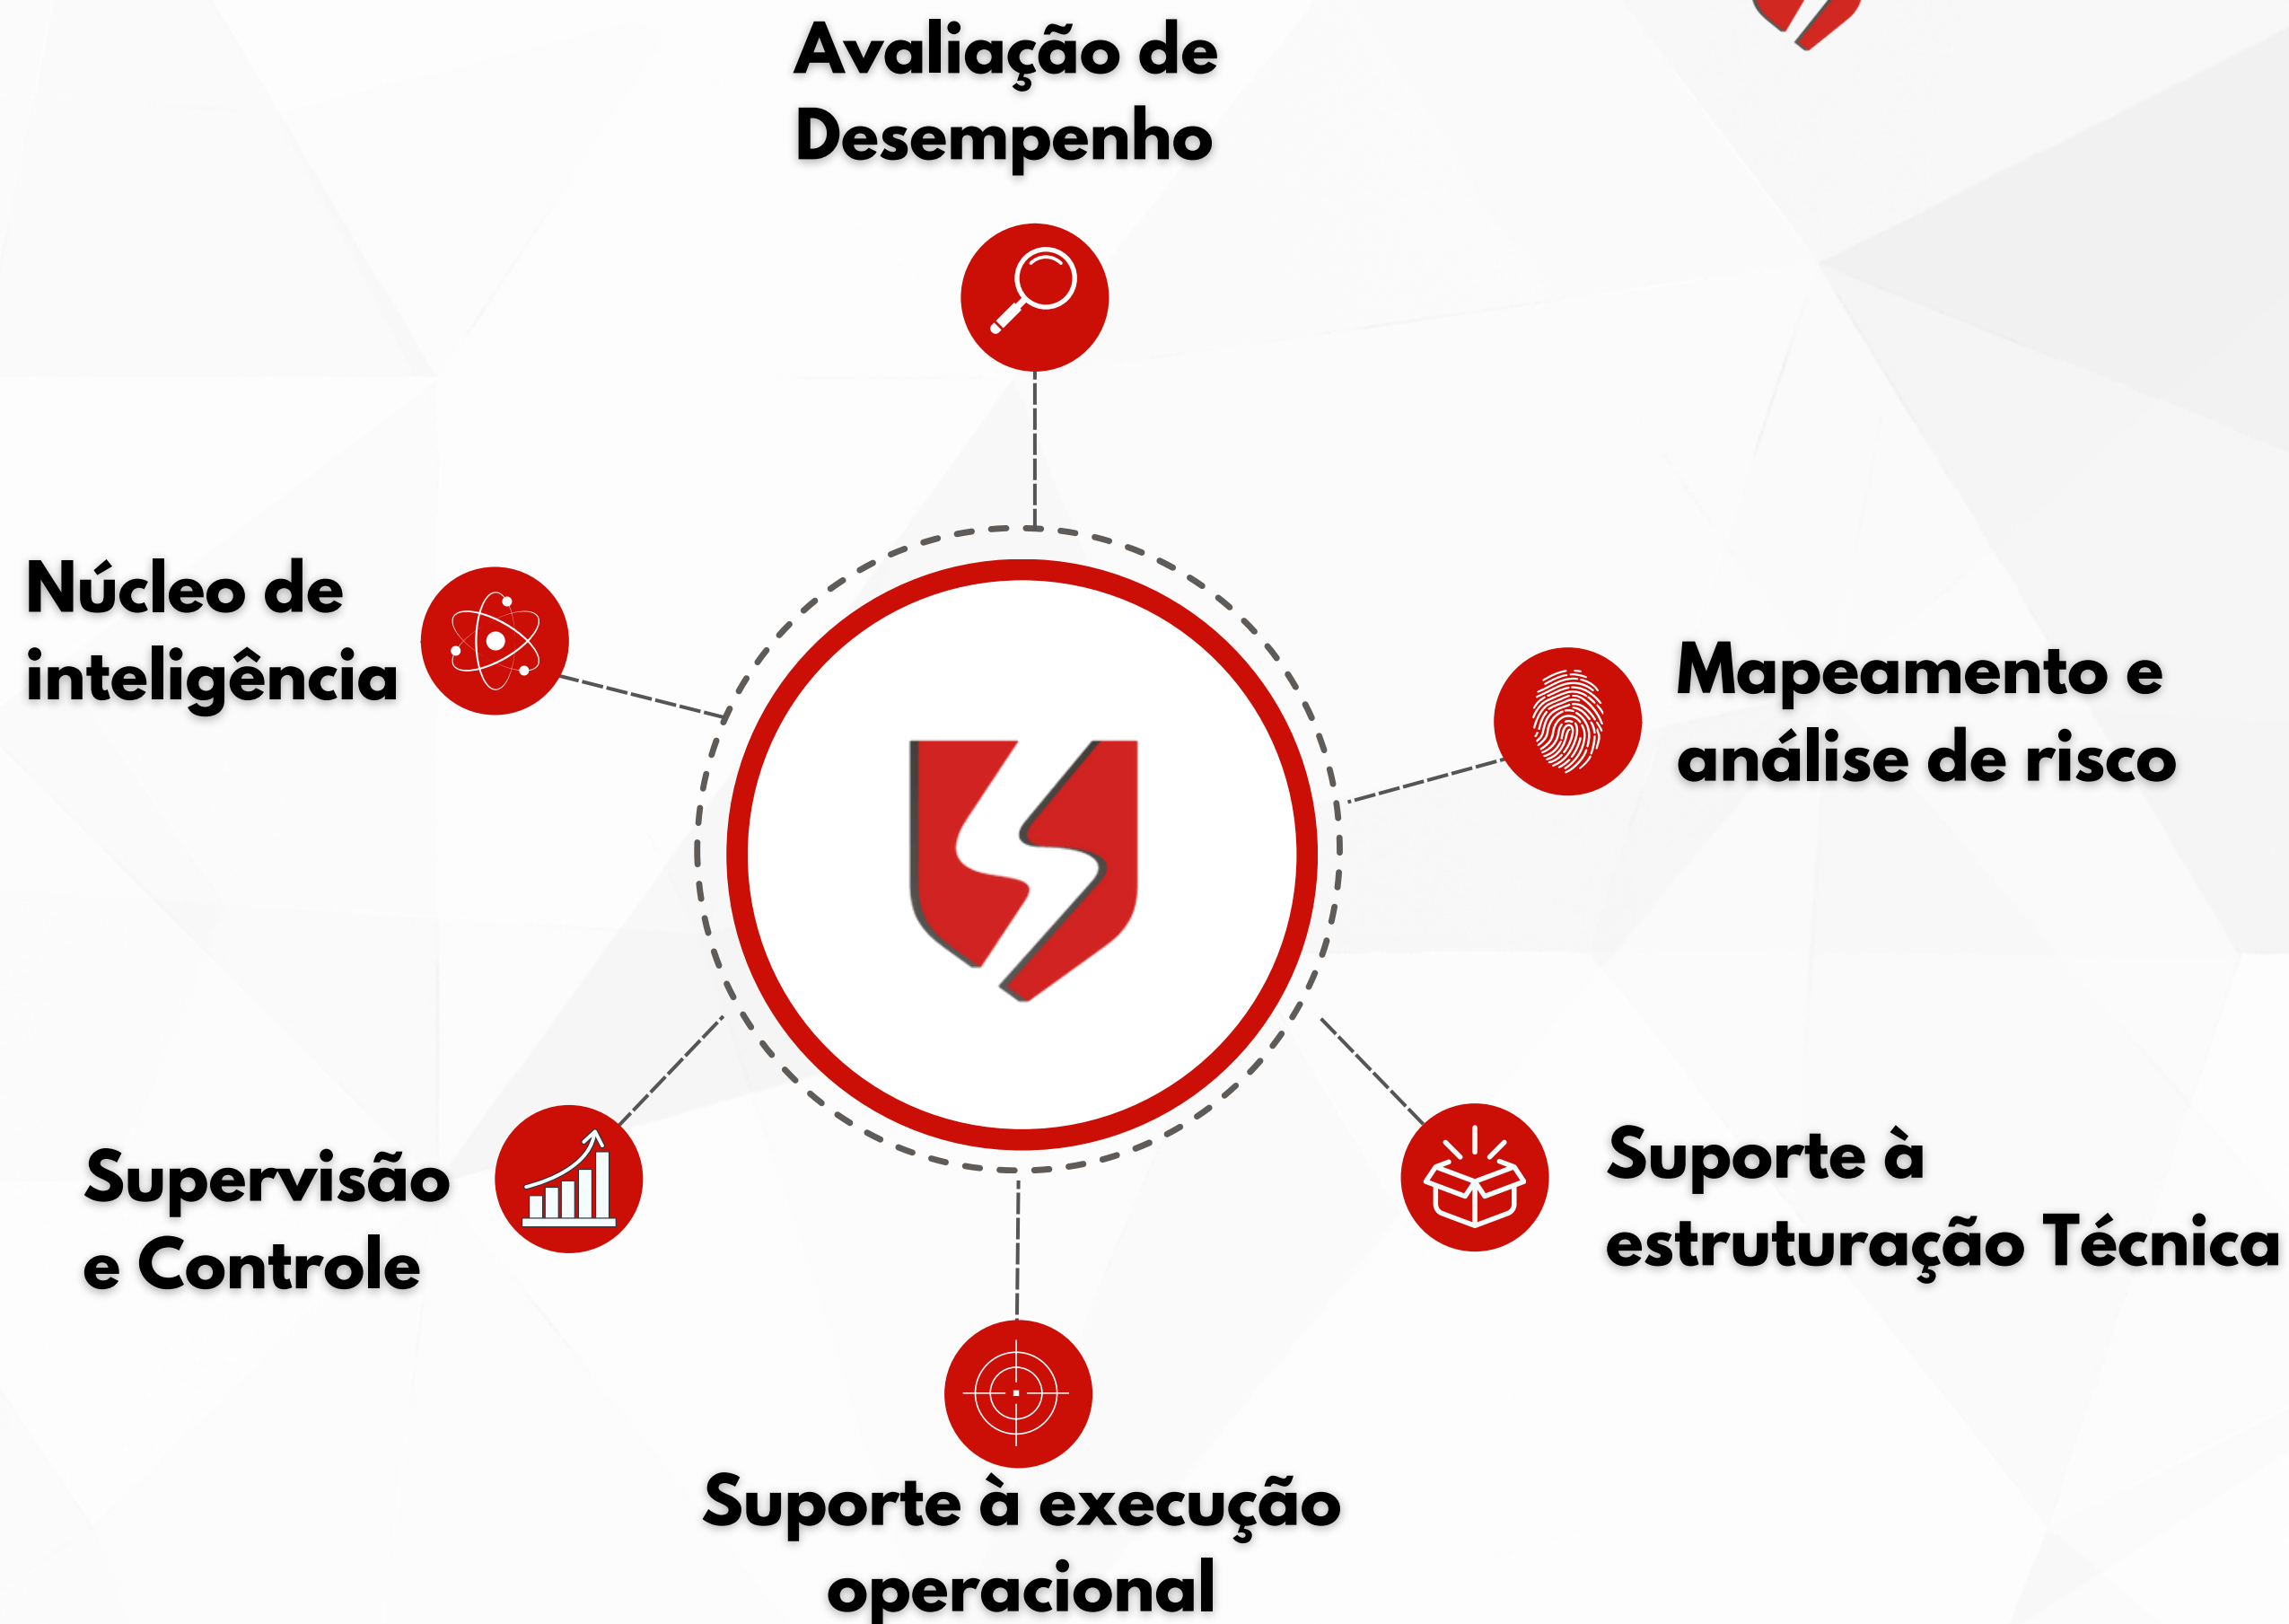 Avaliação de
Desempenho
Núcleo de
inteligência
Mapeamento e
análise de risco
Supervisão
e Controle
Suporte à
estruturação Técnica
Suporte à execução
operacional